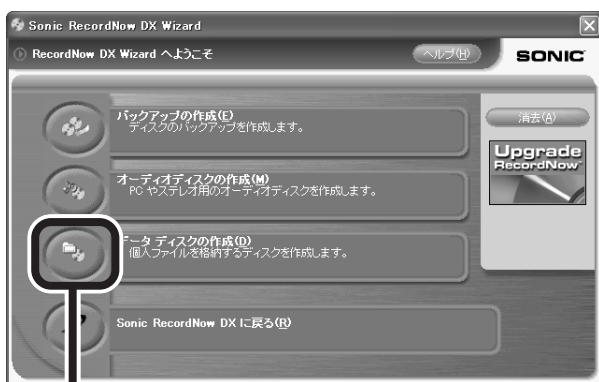 Sonic RecordNow DX Wizard
RecordNow DX Wizard へようこそ
ヘルプ(H)
SONIC
バックアップの作成(E)
ディスクのバックアップを作成します。
消去(A)
Upgrade
RecordNow
オーディオディスクの作成(M)
PC やステレオ用のオーディオディスクを作成します。
データ ディスクの作成(D)
個人ファイルを格納するディスクを作成します。
Sonic RecordNow DX に戻る(R)